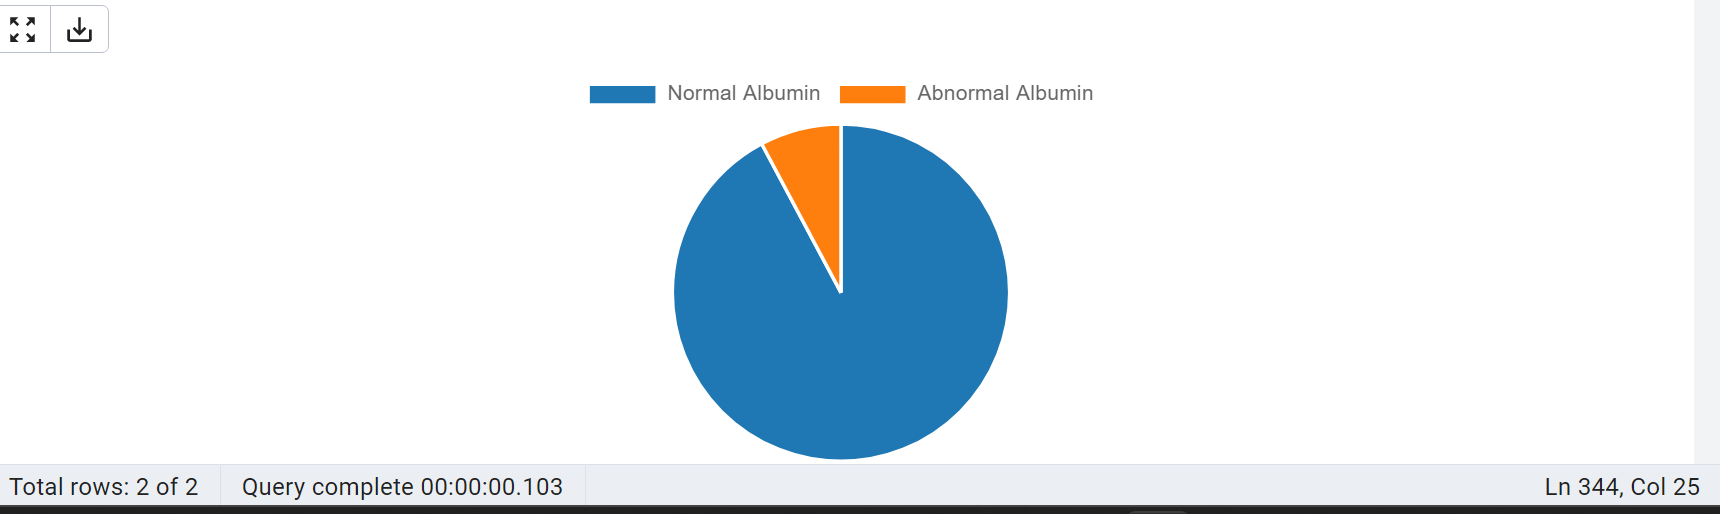 Normal Albumin Abnormal Albumin
Total rows: 2 of 2 Query complete 00:00:00.103 Ln 344, Col 25